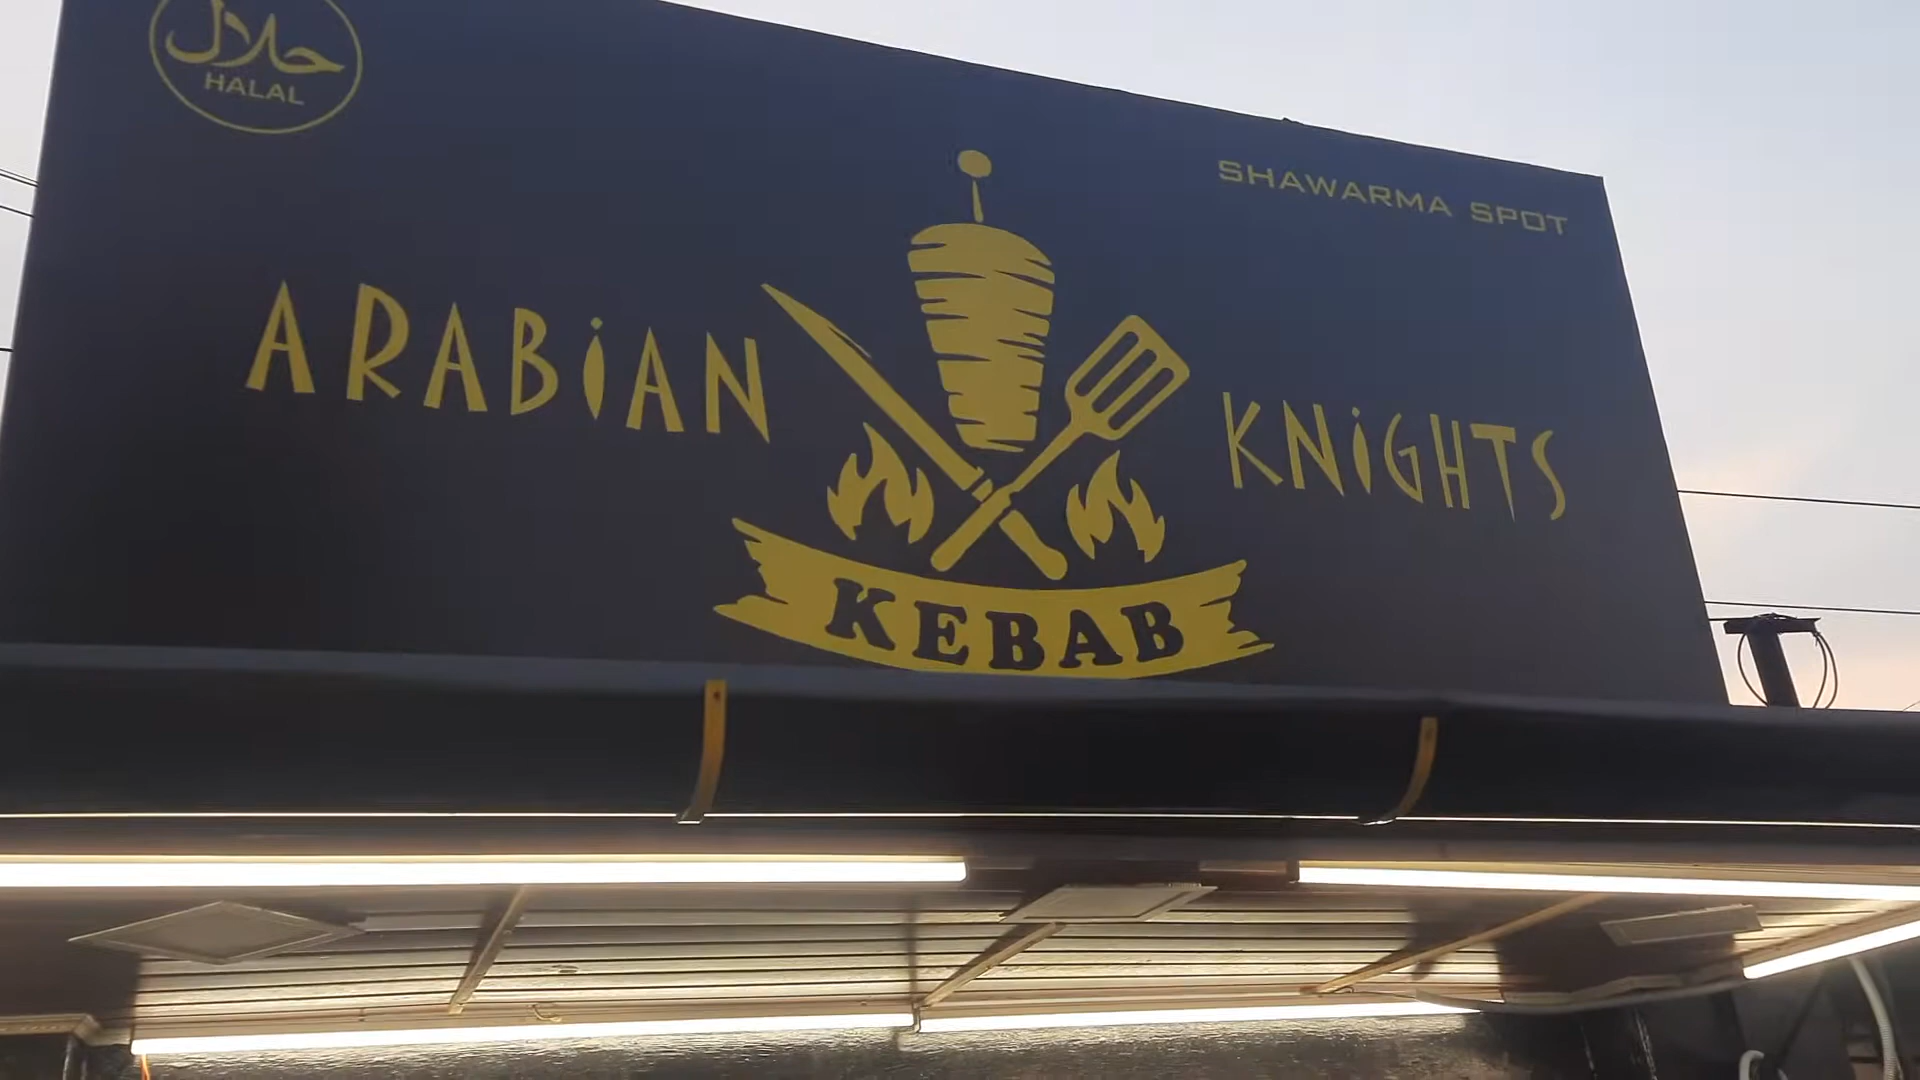 حلال
HALAL
SHAWARMA SPOT
ARABiAN KNiGHTS
KEBAB